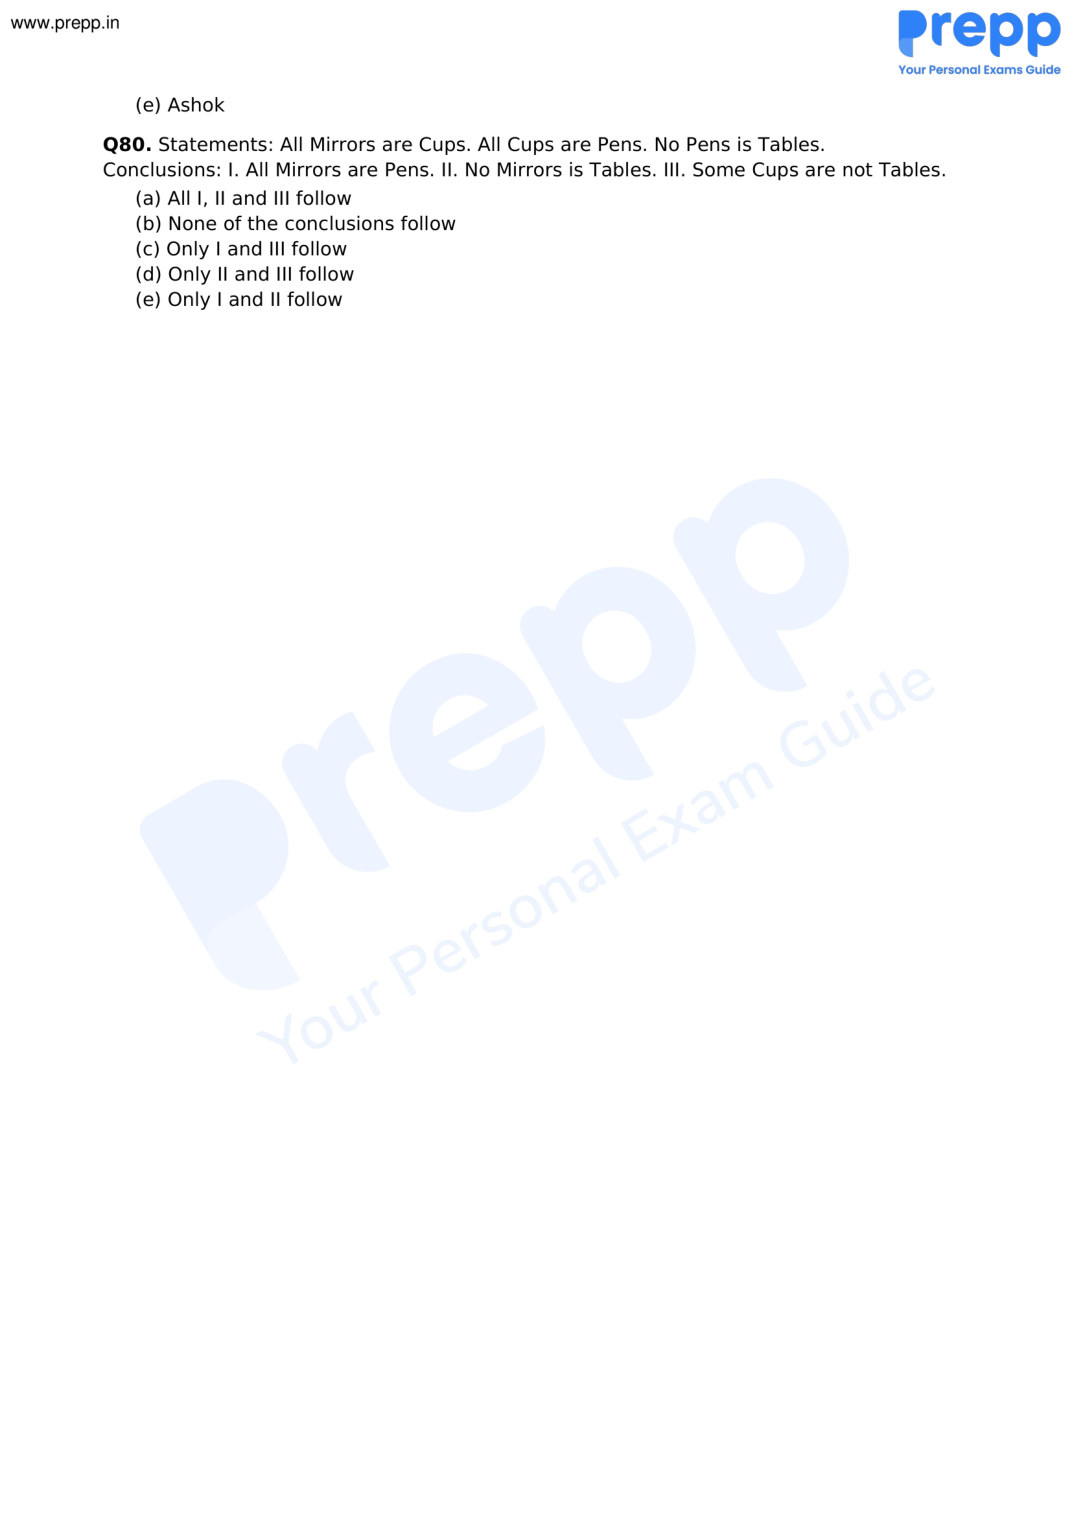 www.prepp.in
Prepp
Your Personal Exams Guide
(e) Ashok
Q80. Statements: All Mirrors are Cups. All Cups are Pens. No Pens is Tables.
Conclusions: I. All Mirrors are Pens. II. No Mirrors is Tables. III. Some Cups are not Tables.
(a) All I, II and III follow
(b) None of the conclusions follow
(c) Only I and III follow
(d) Only II and III follow
(e) Only I and II follow
Prepp
Your Personal Exam Guide